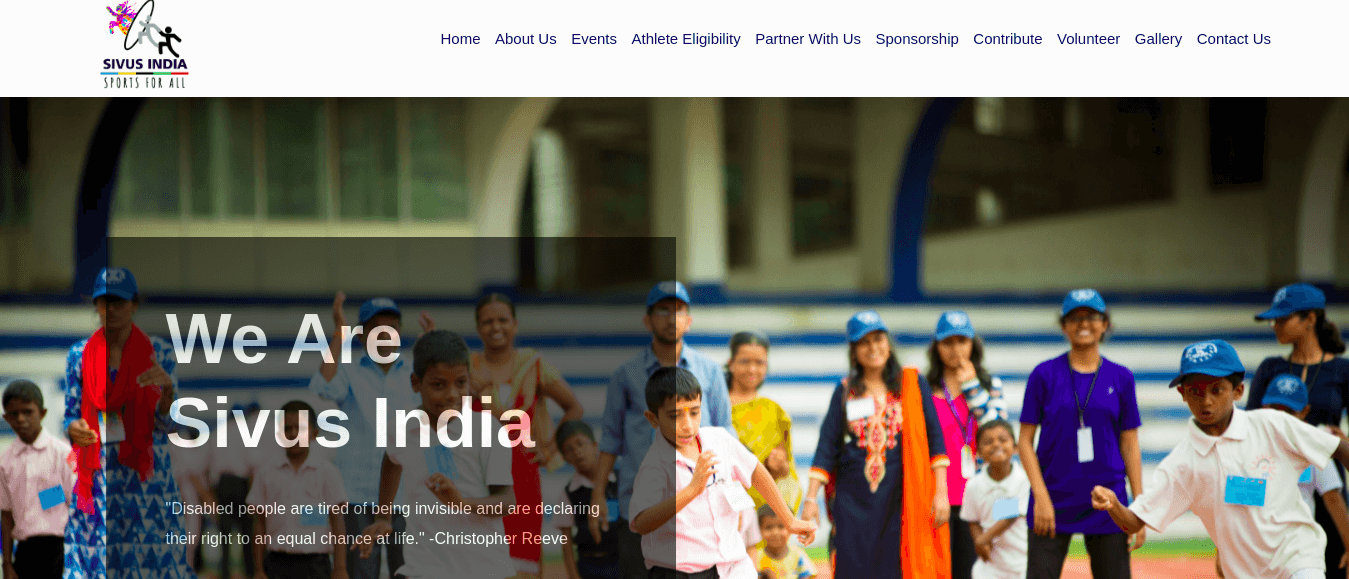 SIVUS INDIA
SPORTS FOR ALL
Home About Us Events Athlete Eligibility Partner With Us Sponsorship Contribute Volunteer Gallery Contact Us
We Are
Sivus India
"Disabled people are tired of being invisible and are declaring
their right to an equal chance at life." -Christopher Reeve